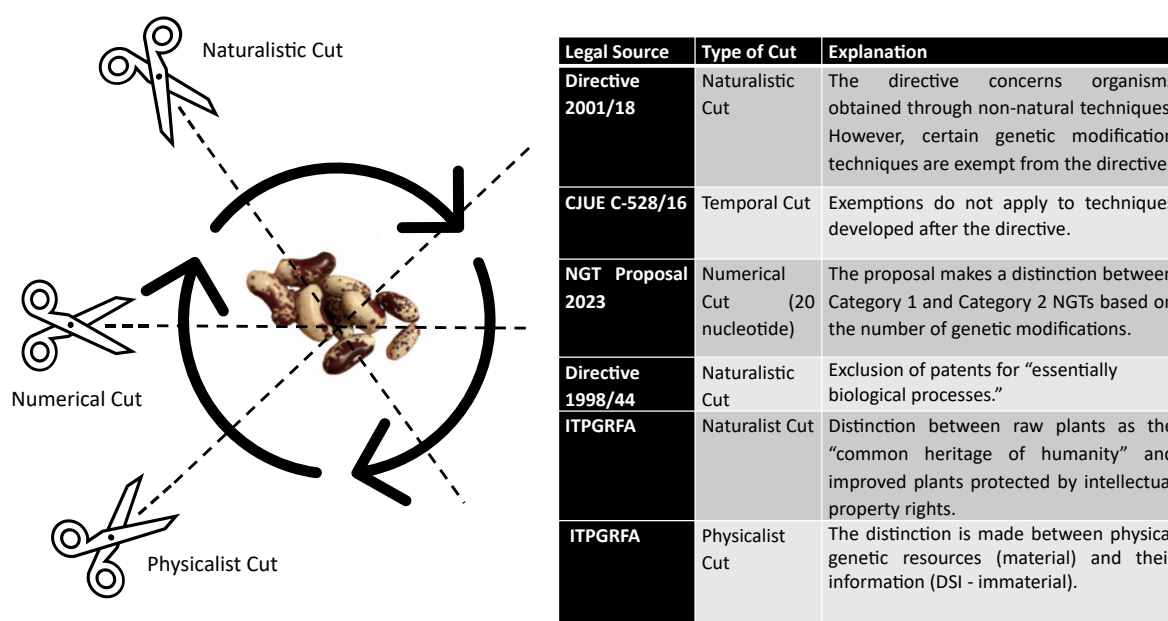 Naturalistic Cut
Numerical Cut
Physicalist Cut
Legal Source Type of Cut Explanation
Directive 2001/18
Naturalistic Cut
The directive concerns organisms
obtained through non-natural techniques
However, certain genetic modification
techniques are exempt from the directive
CJUE C-528/16 Temporal Cut
Exemptions do not apply to techniques
developed after the directive.
NGT Proposal
2023
Numerical
Cut (20
nucleotide)
The proposal makes a distinction between
Category 1 and Category 2 NGTs based on
the number of genetic modifications.
Directive
1998/44
Naturalistic
Cut
Exclusion of patents for “essentially
biological processes.”
ITPGRFA
Naturalist Cut
Distinction between raw plants as the
“common heritage of humanity” and
improved plants protected by intellectua
property rights.
ITPGRFA
Physicalist
Cut
The distinction is made between physica
genetic resources (material) and thei
information (DSI - immaterial).